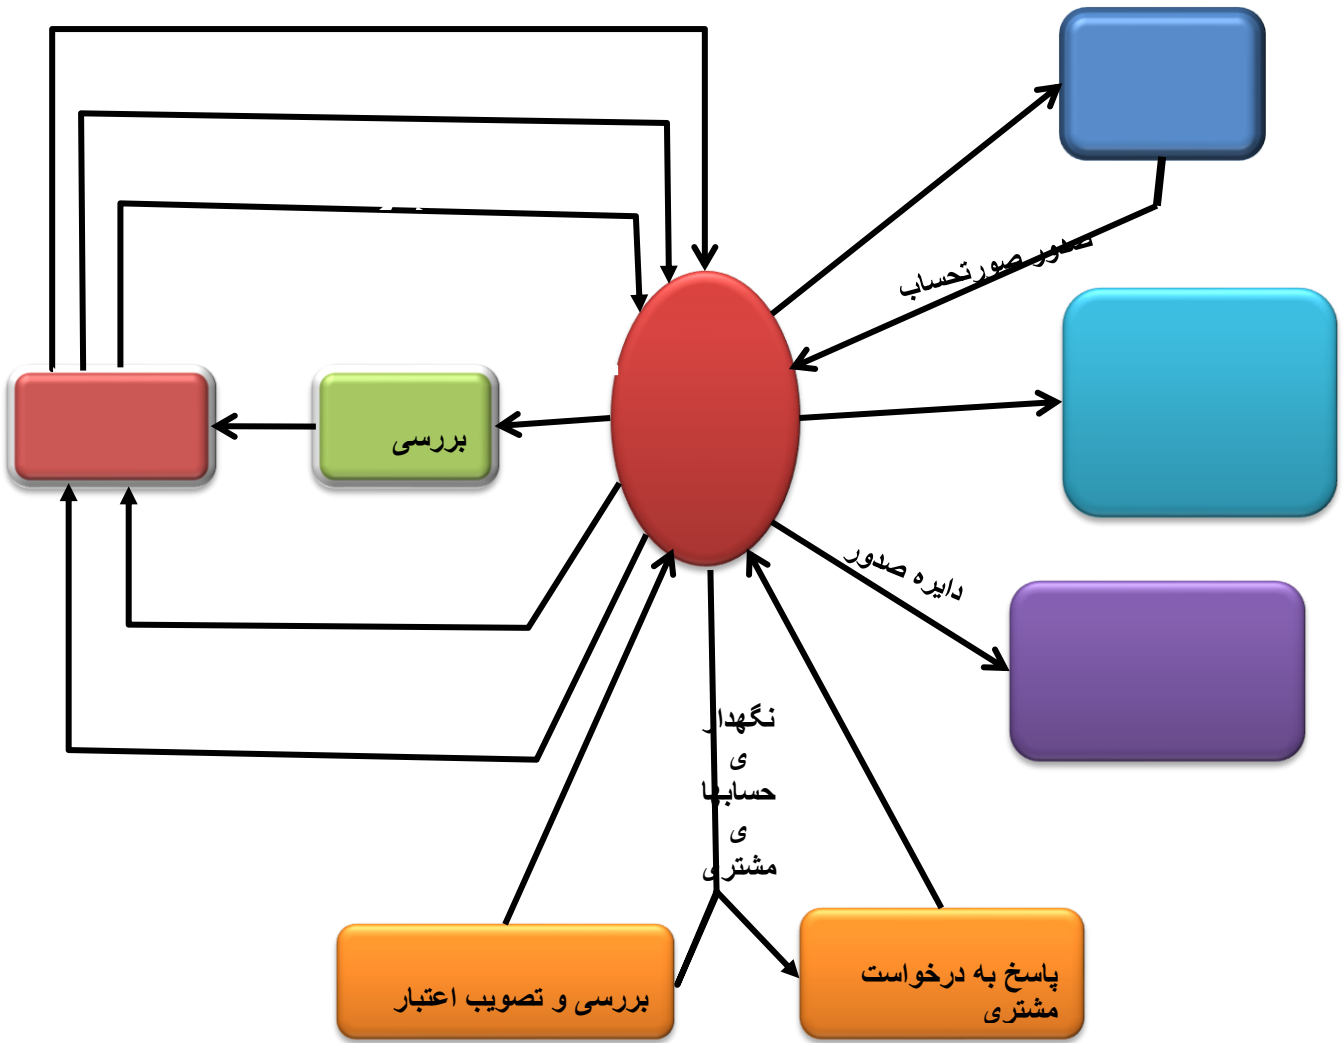 صدور صورتحساب
بررسی
دایره صدور
نگهدار
ی
حسابها
ی
مشتری
پاسخ به درخواست
مشتری
بررسی و تصویب اعتبار